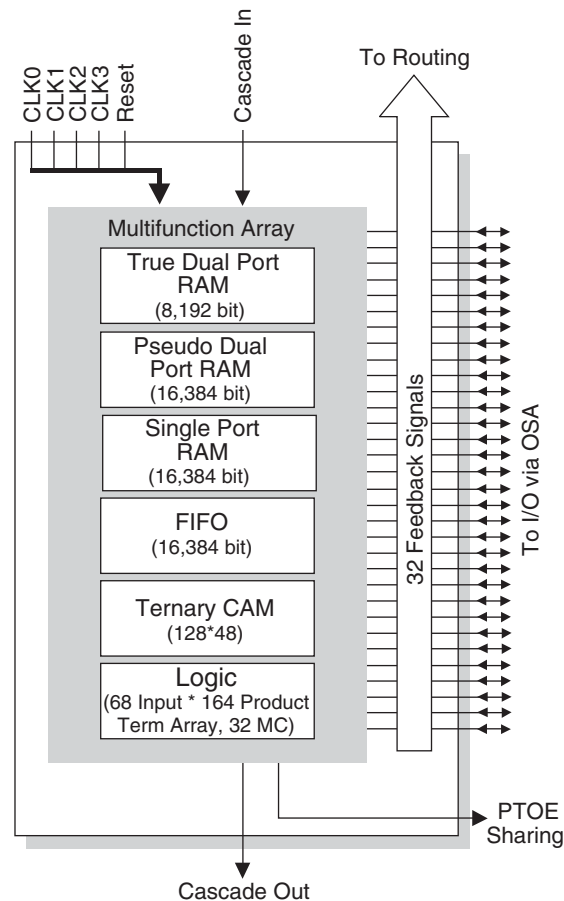 CLK0
CLK1
CLK2
CLK3
Reset
Cascade In
To Routing
Multifunction Array
True Dual Port
RAM
(8,192 bit)
Pseudo Dual
Port RAM
(16,384 bit)
Single Port
RAM
(16,384 bit)
FIFO
(16,384 bit)
Ternary CAM
(128*48)
Logic
(68 Input * 164 Product
Term Array, 32 MC)
32 Feedback Signals
To I/O via OSA
PTOE
Sharing
Cascade Out